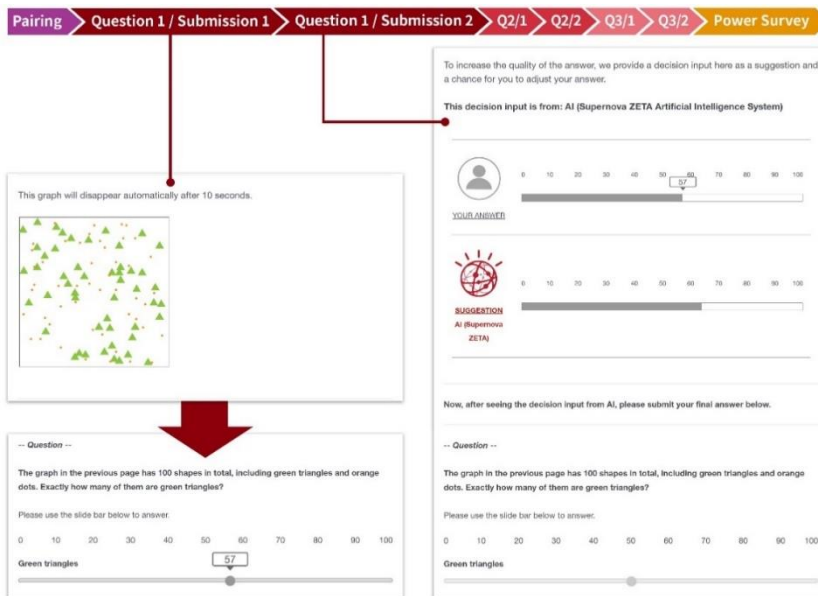 Pairing Question 1 / Submission 1 Question 1 / Submission 2 Q2/1 Q2/2 Q3/1 Q3/2 Power Survey
This graph will disappear automatically after 10 seconds.
-- Question --
The graph in the previous page has 100 shapes in total, including green triangles and orange
dots. Exactly how many of them are green triangles?
Please use the slide bar below to answer.
0 10 20 30 40 50 60 70 80 90 100
57
Green triangles
To increase the quality of the answer, we provide a decision input here as a suggestion and
a chance for you to adjust your answer.
This decision input is from: AI (Supernova ZETA Artificial Intelligence System)
0 10 20 30 40 50 60 70 80 90 100
57
YOUR ANSWER
0 10 20 30 40 50 60 70 80 90 100
SUGGESTION
AI (Supernova
ZETA)
Now, after seeing the decision input from AI, please submit your final answer below.
-- Question --
The graph in the previous page has 100 shapes in total, including green triangles and orange
dots. Exactly how many of them are green triangles?
Please use the slide bar below to answer.
0 10 20 30 40 50 60 70 80 90 100
Green triangles